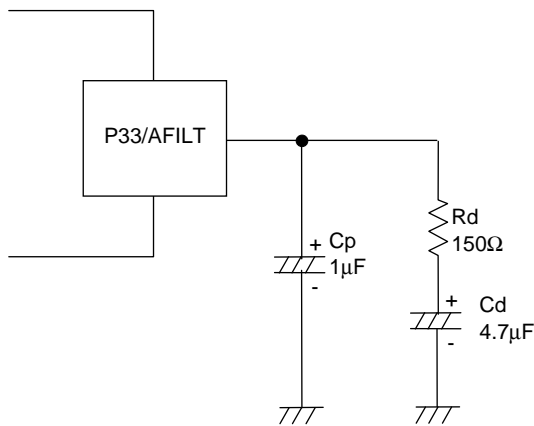 P33/AFILT
+ Cp
1μF
-
Rd
150Ω
+ Cd
4.7μF
-